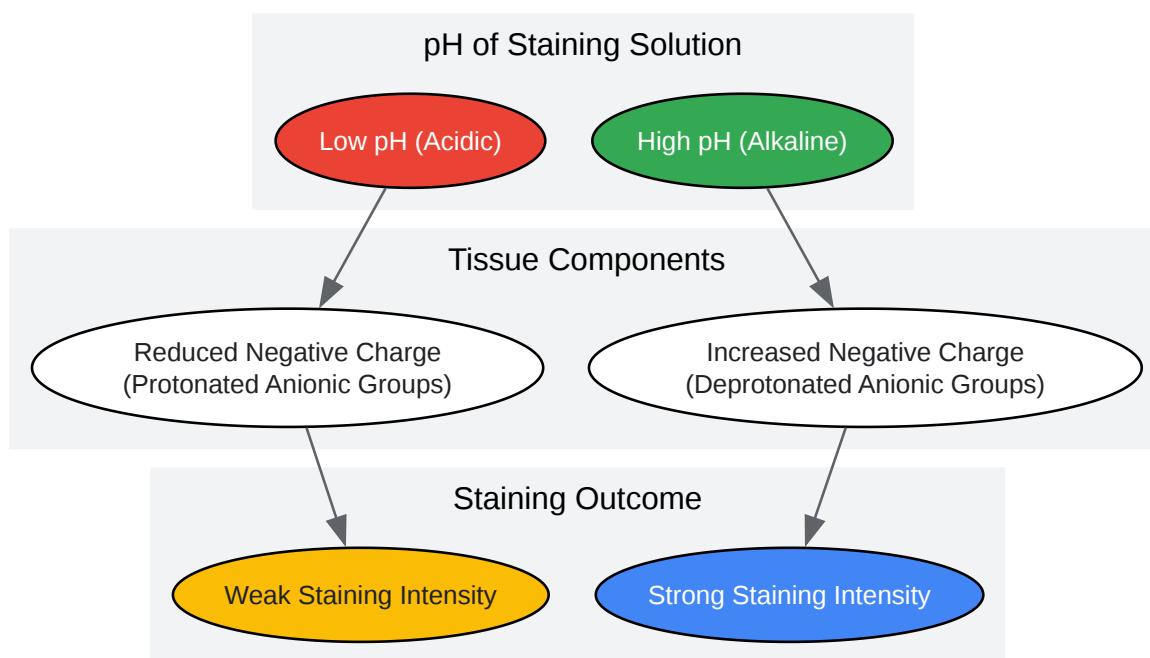 pH of Staining Solution
Low pH (Acidic)
High pH (Alkaline)
Tissue Components
Reduced Negative Charge
(Protonated Anionic Groups)
Increased Negative Charge
(Deprotonated Anionic Groups)
Staining Outcome
Weak Staining Intensity
Strong Staining Intensity